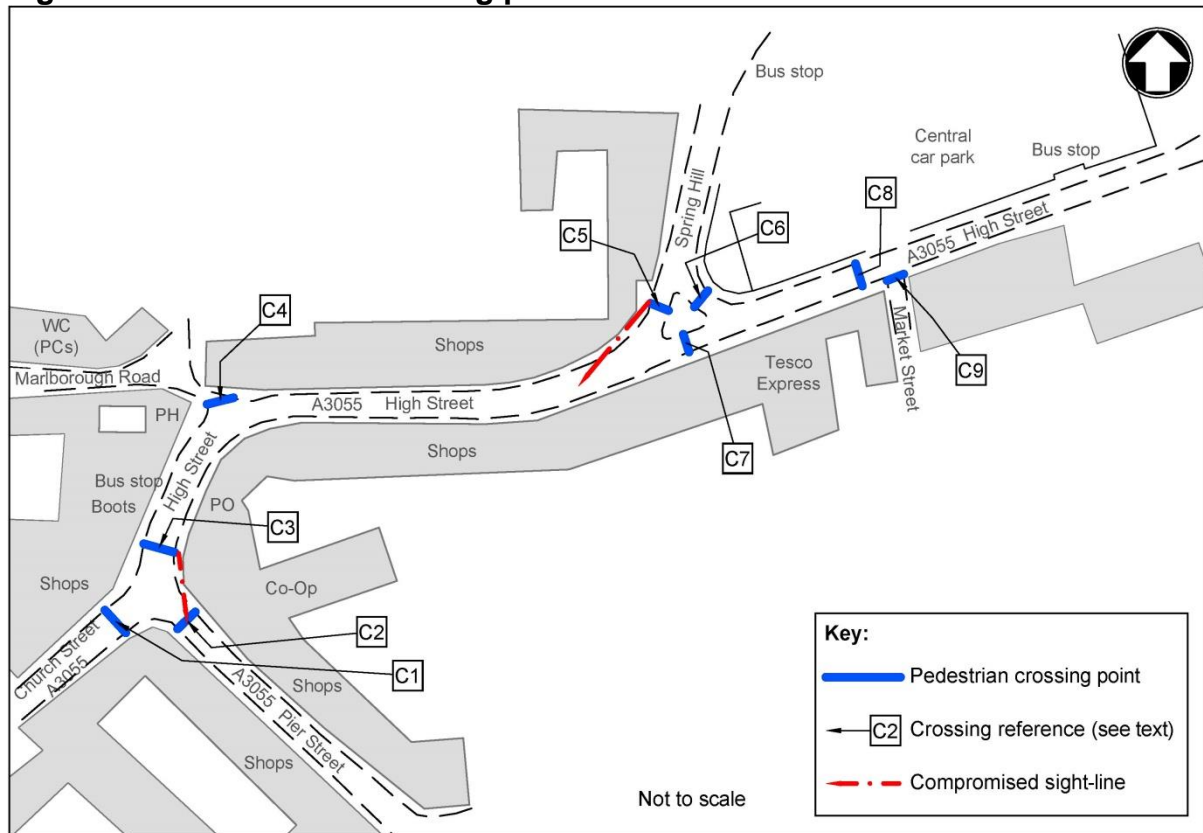 Bus stop
Central
car park
Bus stop
C8
A3055 High Street
Spring Hill
C6
C5
C4
WC
(PCs)
Marlborough Road
Shops
Tesco
Express
Market Street
C9
PH
A3055 High Street
C7
Shops
High Street
Bus stop
Boots
PO
C3
Shops
Co-Op
C2
Church Street
A3055
C1
A3055 Pier Street
Shops
Shops
Not to scale
Key:
Pedestrian crossing point
C2 Crossing reference (see text)
Compromised sight-line